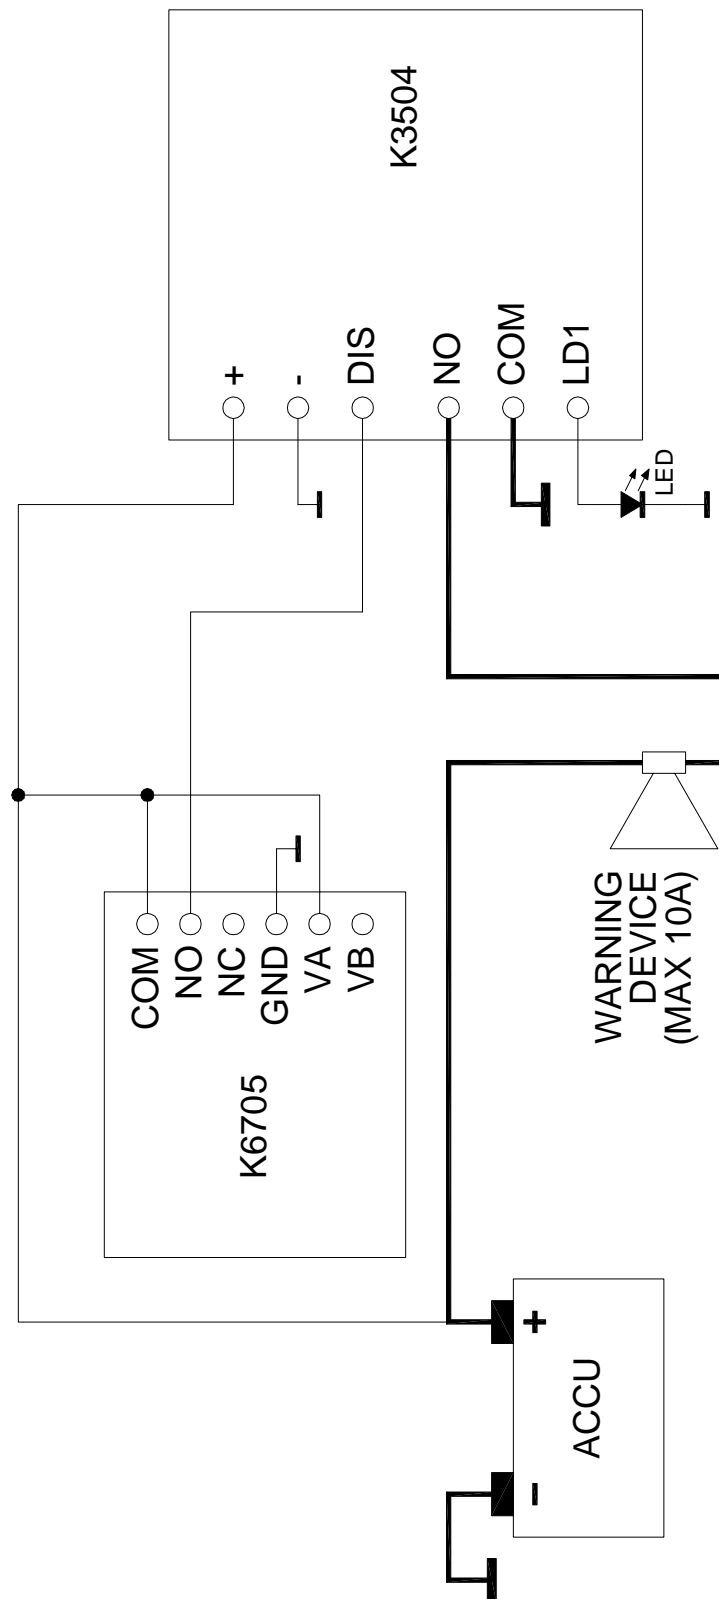 K3504
+
-
DIS
NO
COM
LD1
LED
COM
NO
NC
GND
VA
VB
K6705
WARNING
DEVICE
(MAX 10A)
+
-
ACCU